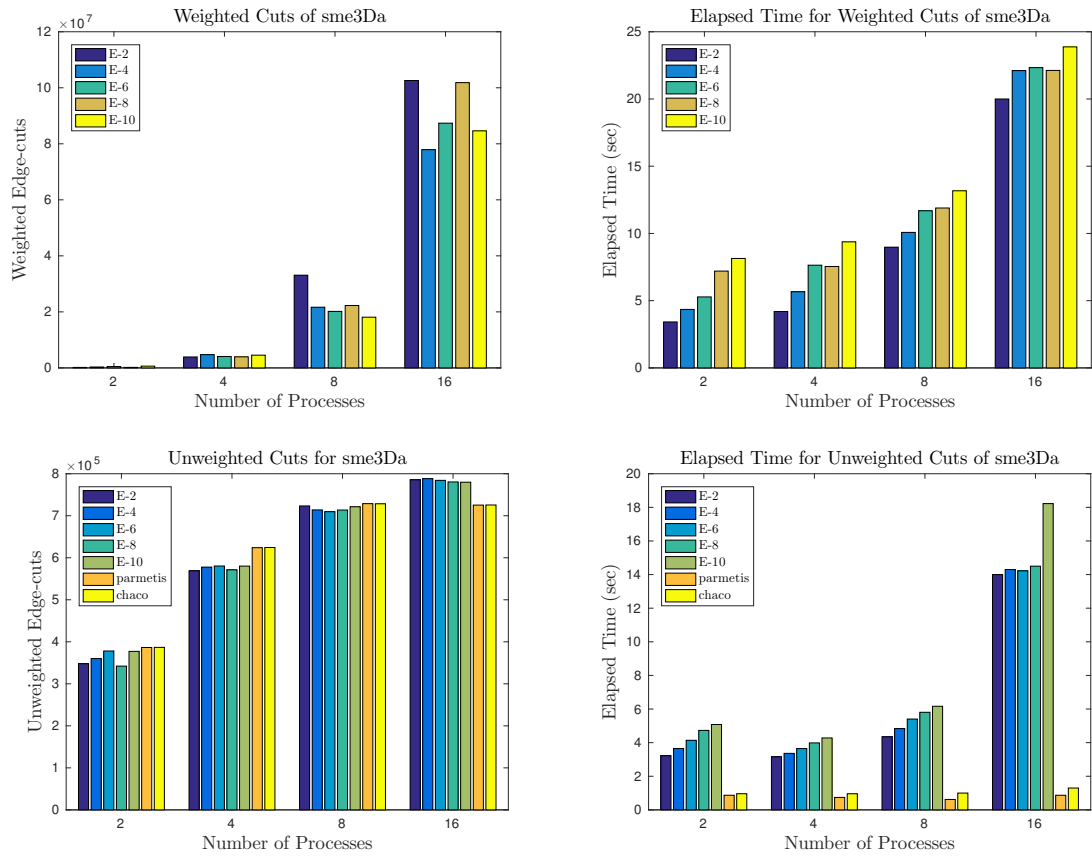 Weighted Cuts of sme3Da
× 10^7
12
10
8
6
4
2
0
Weighted Edge-cuts
E-2
E-4
E-6
E-8
E-10
2 4 8 16
Number of Processes
Elapsed Time for Weighted Cuts of sme3Da
25
20
15
10
5
0
Elapsed Time (sec)
E-2
E-4
E-6
E-8
E-10
2 4 8 16
Number of Processes
Unweighted Cuts for sme3Da
× 10^5
8
7
6
5
4
3
2
1
0
Unweighted Edge-cuts
E-2
E-4
E-6
E-8
E-10
parmetis
chaco
2 4 8 16
Number of Processes
Elapsed Time for Unweighted Cuts of sme3Da
20
18
16
14
12
10
8
6
4
2
0
Elapsed Time (sec)
E-2
E-4
E-6
E-8
E-10
parmetis
chaco
2 4 8 16
Number of Processes